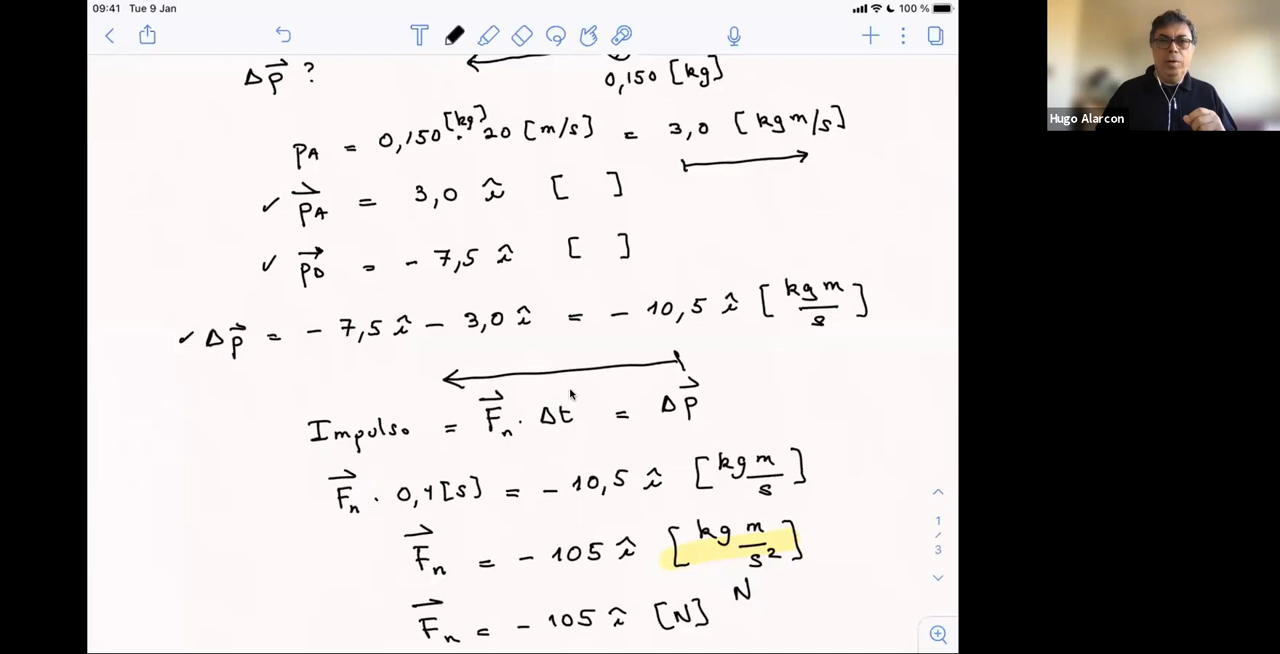 09:41 Tue 9 Jan
100 %
Δp⃗ ?
0,150 [kg]
pA = 0,150 [kg] · 20 [m/s] = 3,0 [kg m/s]
✓ p⃗A = 3,0 î [ ]
✓ p⃗D = - 7,5 î [ ]
✓ Δp⃗ = - 7,5 î - 3,0 î = - 10,5 î [kg m/s]
Impulso = F⃗n · Δt = Δp⃗
F⃗n · 0,1 [s] = - 10,5 î [kg m/s]
F⃗n = - 105 î [kg m/s²]
N
F⃗n = - 105 î [N]
T
1
/
3
Hugo Alarcon